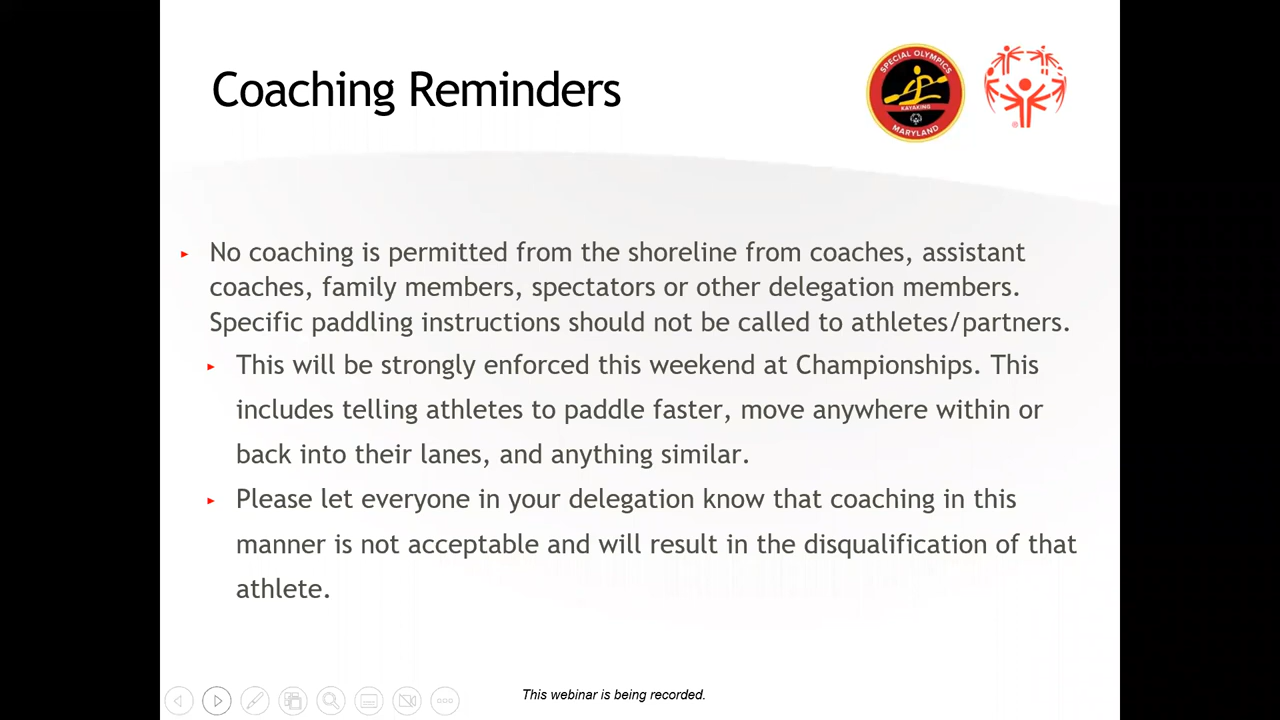 Coaching Reminders
SPECIAL OLYMPICS
KAYAKING
MARYLAND
No coaching is permitted from the shoreline from coaches, assistant
coaches, family members, spectators or other delegation members.
Specific paddling instructions should not be called to athletes/partners.
This will be strongly enforced this weekend at Championships. This
includes telling athletes to paddle faster, move anywhere within or
back into their lanes, and anything similar.
Please let everyone in your delegation know that coaching in this
manner is not acceptable and will result in the disqualification of that
athlete.
This webinar is being recorded.